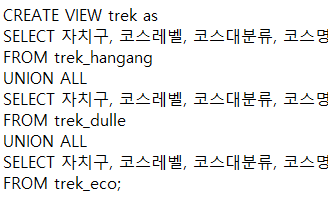 CREATE VIEW trek as
SELECT 자치구, 코스레벨, 코스대분류, 코스명
FROM trek_hangang
UNION ALL
SELECT 자치구, 코스레벨, 코스대분류, 코스명
FROM trek_dulle
UNION ALL
SELECT 자치구, 코스레벨, 코스대분류, 코스명
FROM trek_eco;